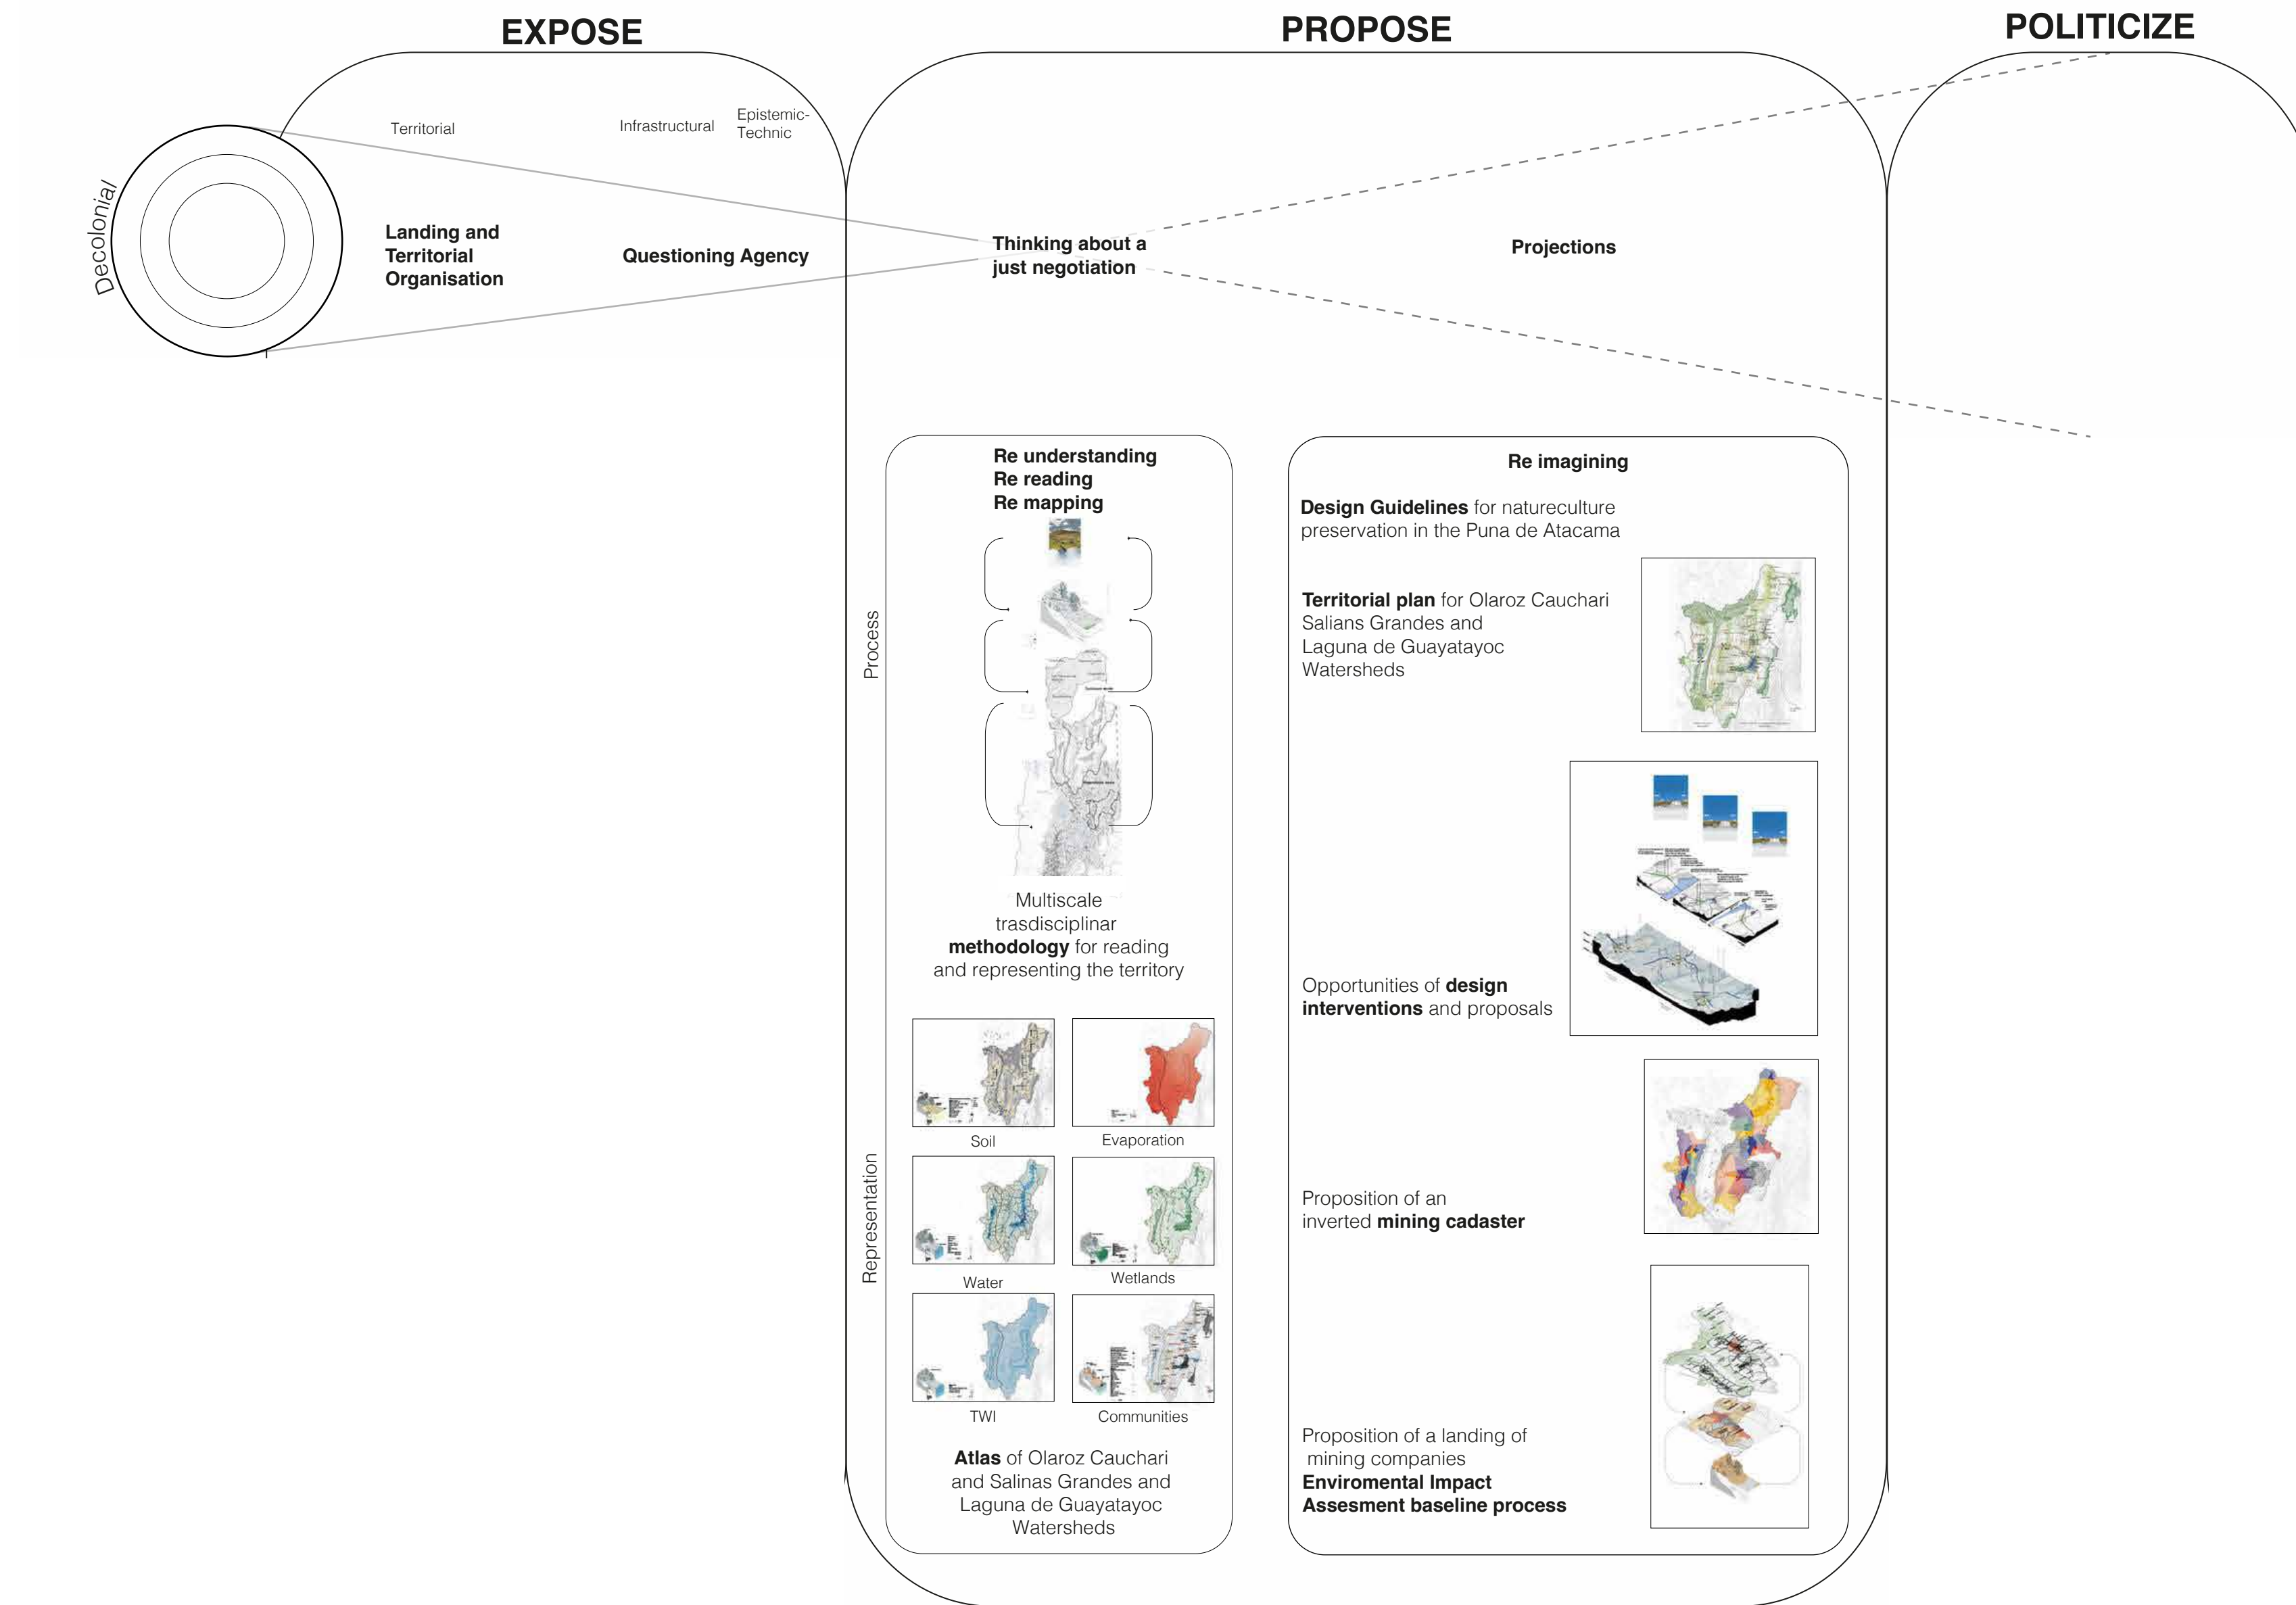 EXPOSE
PROPOSE
POLITICIZE
Territorial
Infrastructural
Epistemic-
Technic
Decolonial
Landing and
Territorial
Organisation
Questioning Agency
Thinking about a
just negotiation
Projections
Process
Re understanding
Re reading
Re mapping
Multiscale
trasdisciplinar
methodology for reading
and representing the territory
Representation
Soil
Evaporation
Water
Wetlands
TWI
Communities
Atlas of Olaroz Cauchari
and Salinas Grandes and
Laguna de Guayatayoc
Watersheds
Re imagining
Design Guidelines for natureculture
preservation in the Puna de Atacama
Territorial plan for Olaroz Cauchari
Salians Grandes and
Laguna de Guayatayoc
Watersheds
Opportunities of design
interventions and proposals
Proposition of an
inverted mining cadaster
Proposition of a landing of
mining companies
Enviromental Impact
Assesment baseline process